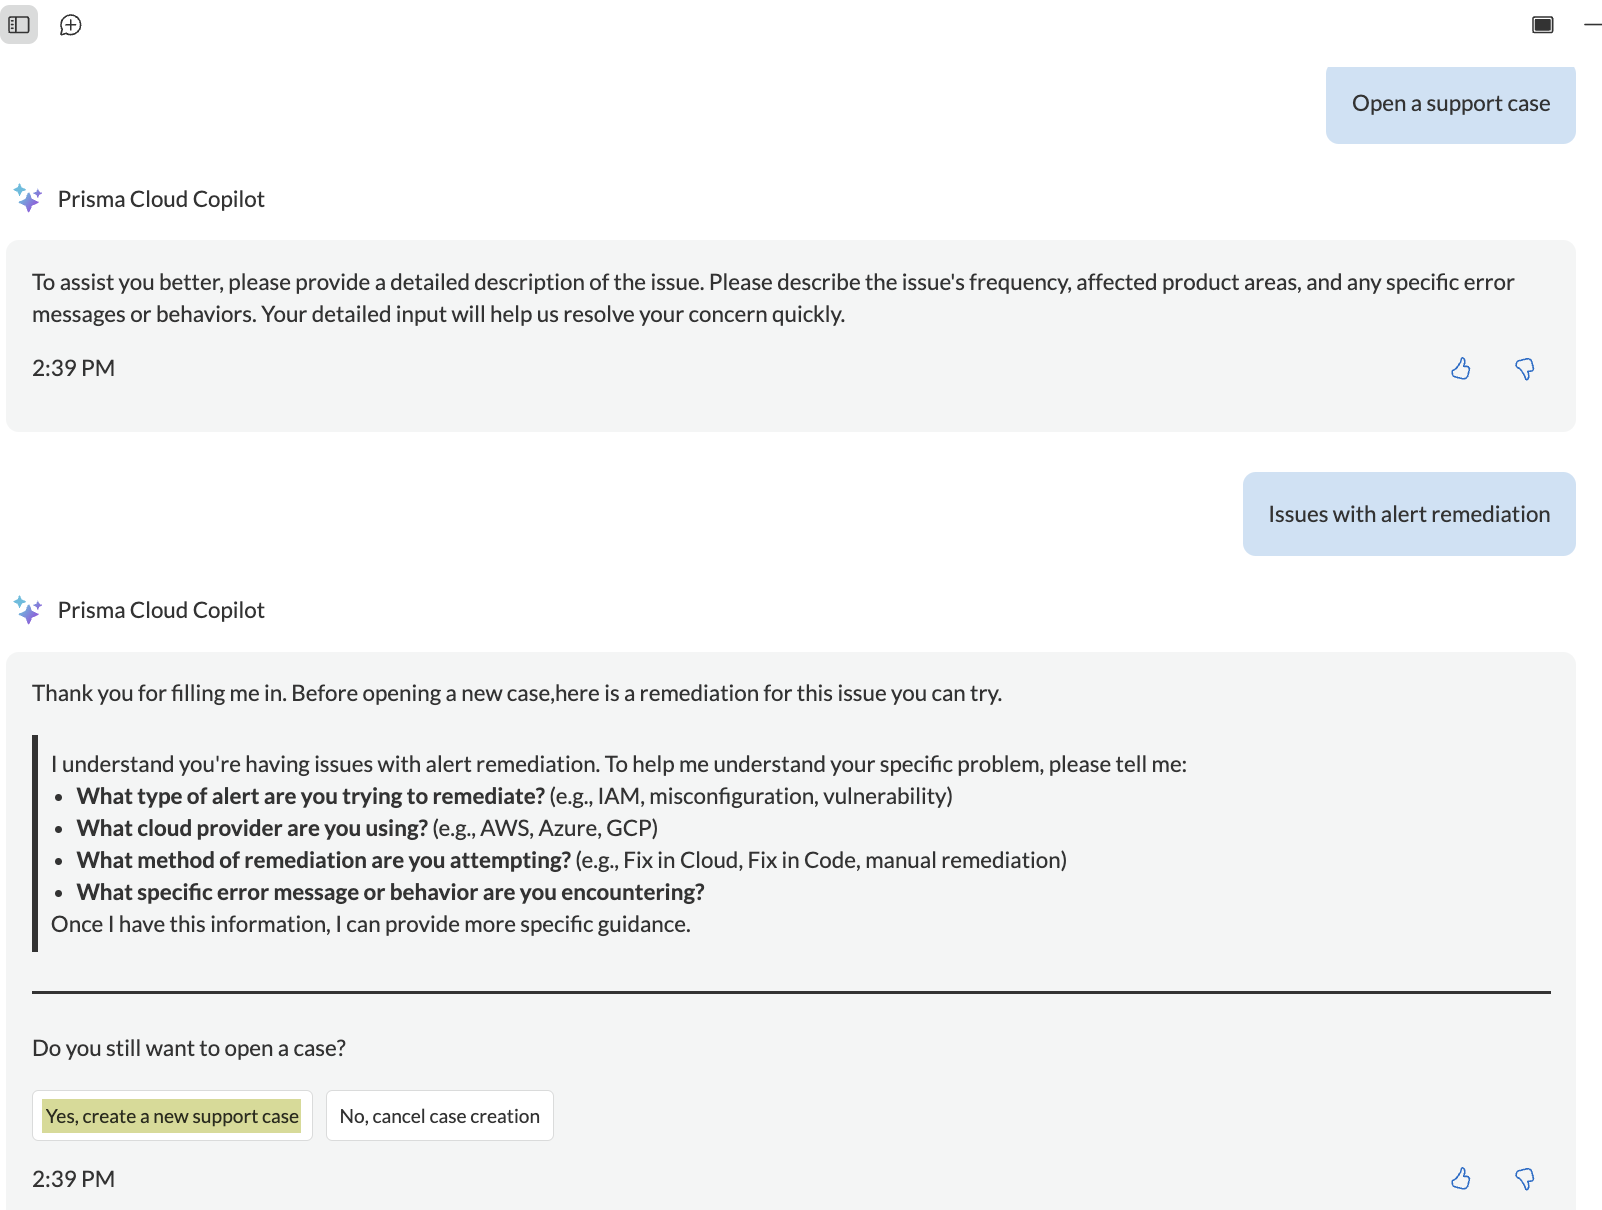 Open a support case
Prisma Cloud Copilot
To assist you better, please provide a detailed description of the issue. Please describe the issue's frequency, affected product areas, and any specific error
messages or behaviors. Your detailed input will help us resolve your concern quickly.
2:39 PM
Issues with alert remediation
Prisma Cloud Copilot
Thank you for filling me in. Before opening a new case,here is a remediation for this issue you can try.
I understand you're having issues with alert remediation. To help me understand your specific problem, please tell me:
• What type of alert are you trying to remediate? (e.g., IAM, misconfiguration, vulnerability)
• What cloud provider are you using? (e.g., AWS, Azure, GCP)
• What method of remediation are you attempting? (e.g., Fix in Cloud, Fix in Code, manual remediation)
• What specific error message or behavior are you encountering?
Once I have this information, I can provide more specific guidance.
Do you still want to open a case?
Yes, create a new support case
No, cancel case creation
2:39 PM